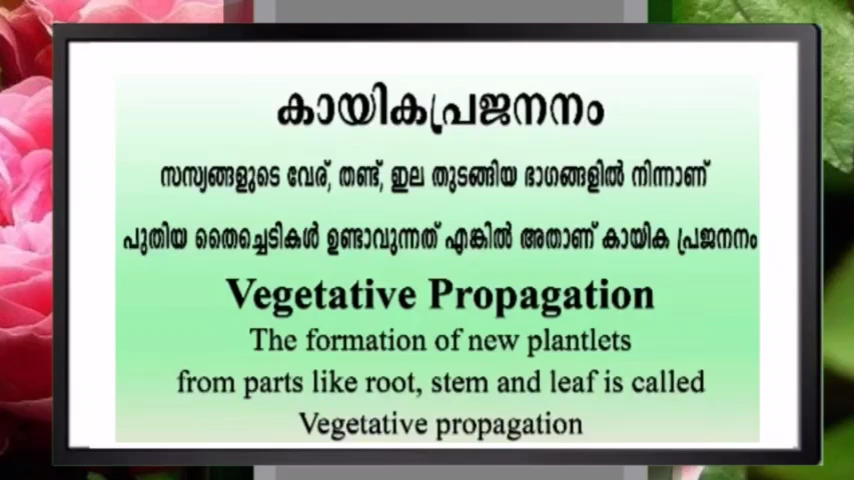 കായികപ്രജനനം
സസ്യങ്ങളുടെ വേര്, തണ്ട്, ഇല തുടങ്ങിയ ഭാഗങ്ങളിൽ നിന്നാണ്
പുതിയ തൈച്ചെടികൾ ഉണ്ടാവുന്നത് എങ്കിൽ അതാണ് കായിക പ്രജനനം
Vegetative Propagation
The formation of new plantlets
from parts like root, stem and leaf is called
Vegetative propagation